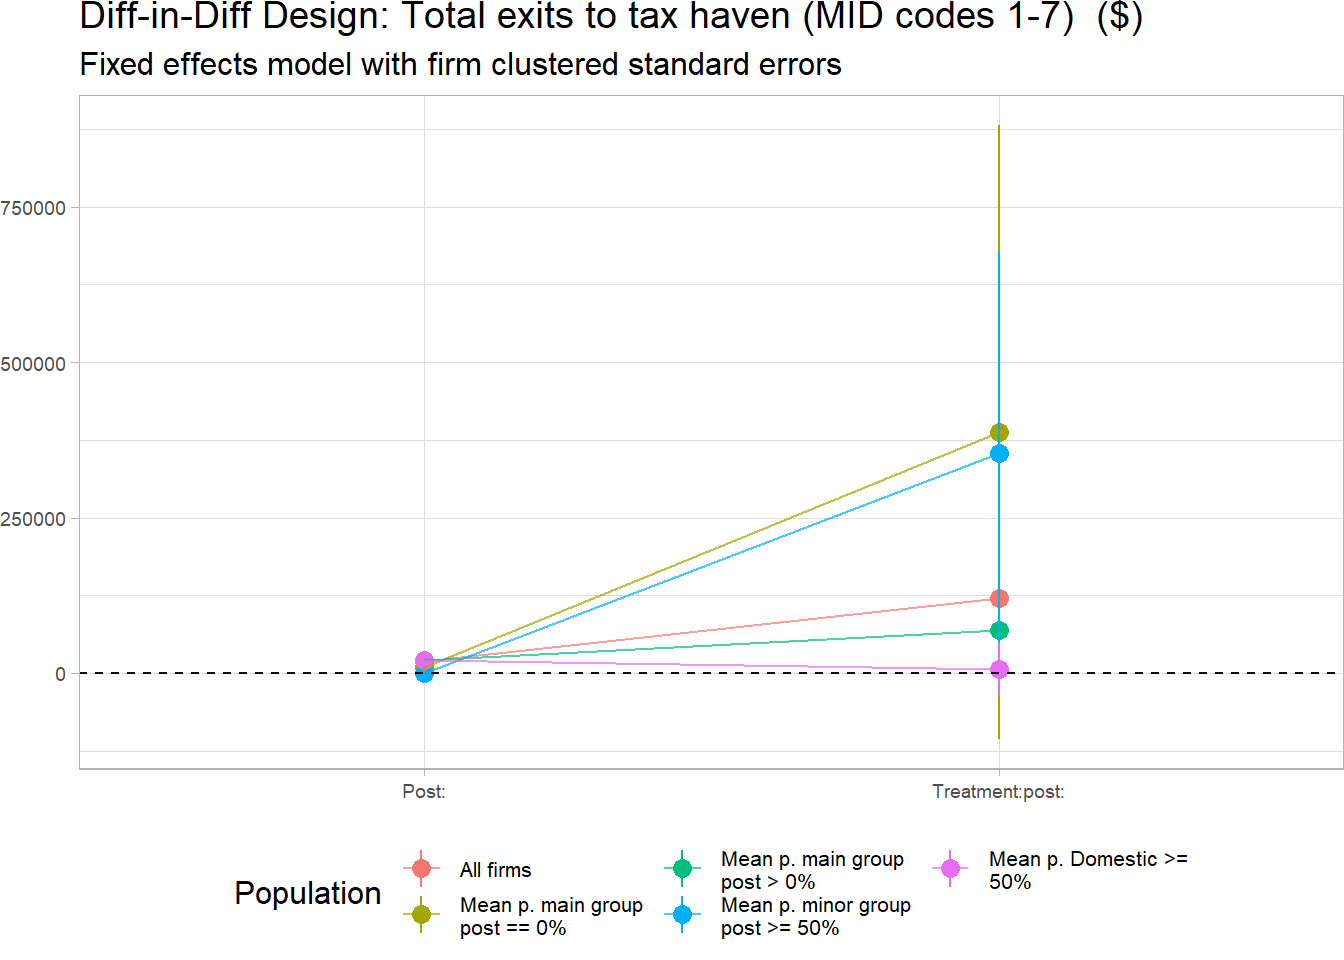 Diff-in-Diff Design: Total exits to tax haven (MID codes 1-7)  ($)
Fixed effects model with firm clustered standard errors
750000
500000
250000
0
Post:
Treatment:post:
Population
All firms
Mean p. main group
post == 0%
Mean p. main group
post > 0%
Mean p. minor group
post >= 50%
Mean p. Domestic >=
50%